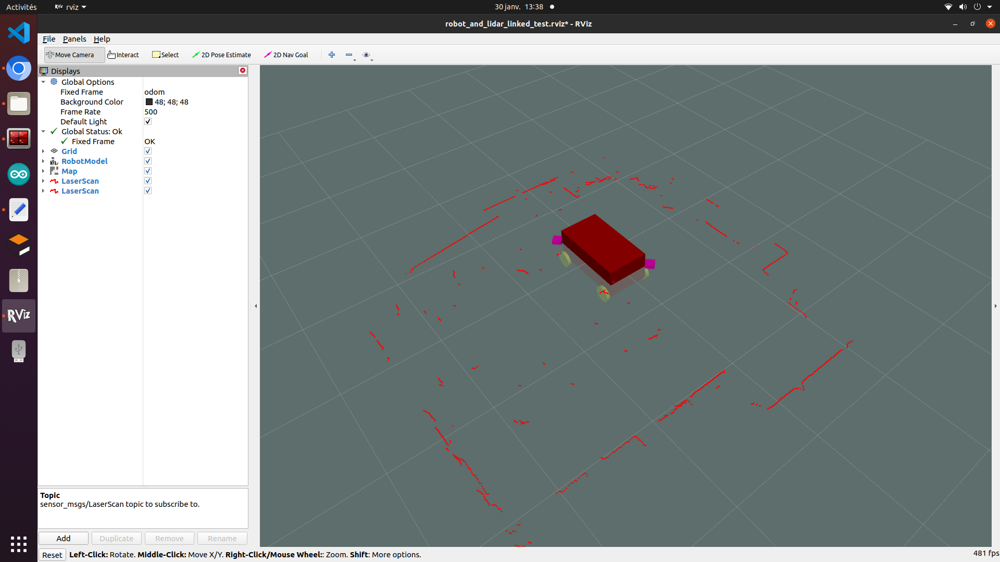 Activités
rviz
30 janv. 13:38
robot_and_lidar_linked_test.rviz* - RViz
File Panels Help
Move Camera Interact Select 2D Pose Estimate 2D Nav Goal
Displays
Global Options
Fixed Frame odom
Background Color 48; 48; 48
Frame Rate 500
Default Light
Global Status: Ok
Fixed Frame OK
Grid
RobotModel
Map
LaserScan
LaserScan
RViz
Topic
sensor_msgs/LaserScan topic to subscribe to.
Add Duplicate Remove Rename
Reset Left-Click: Rotate. Middle-Click: Move X/Y. Right-Click/Mouse Wheel:: Zoom. Shift: More options.
481 fps